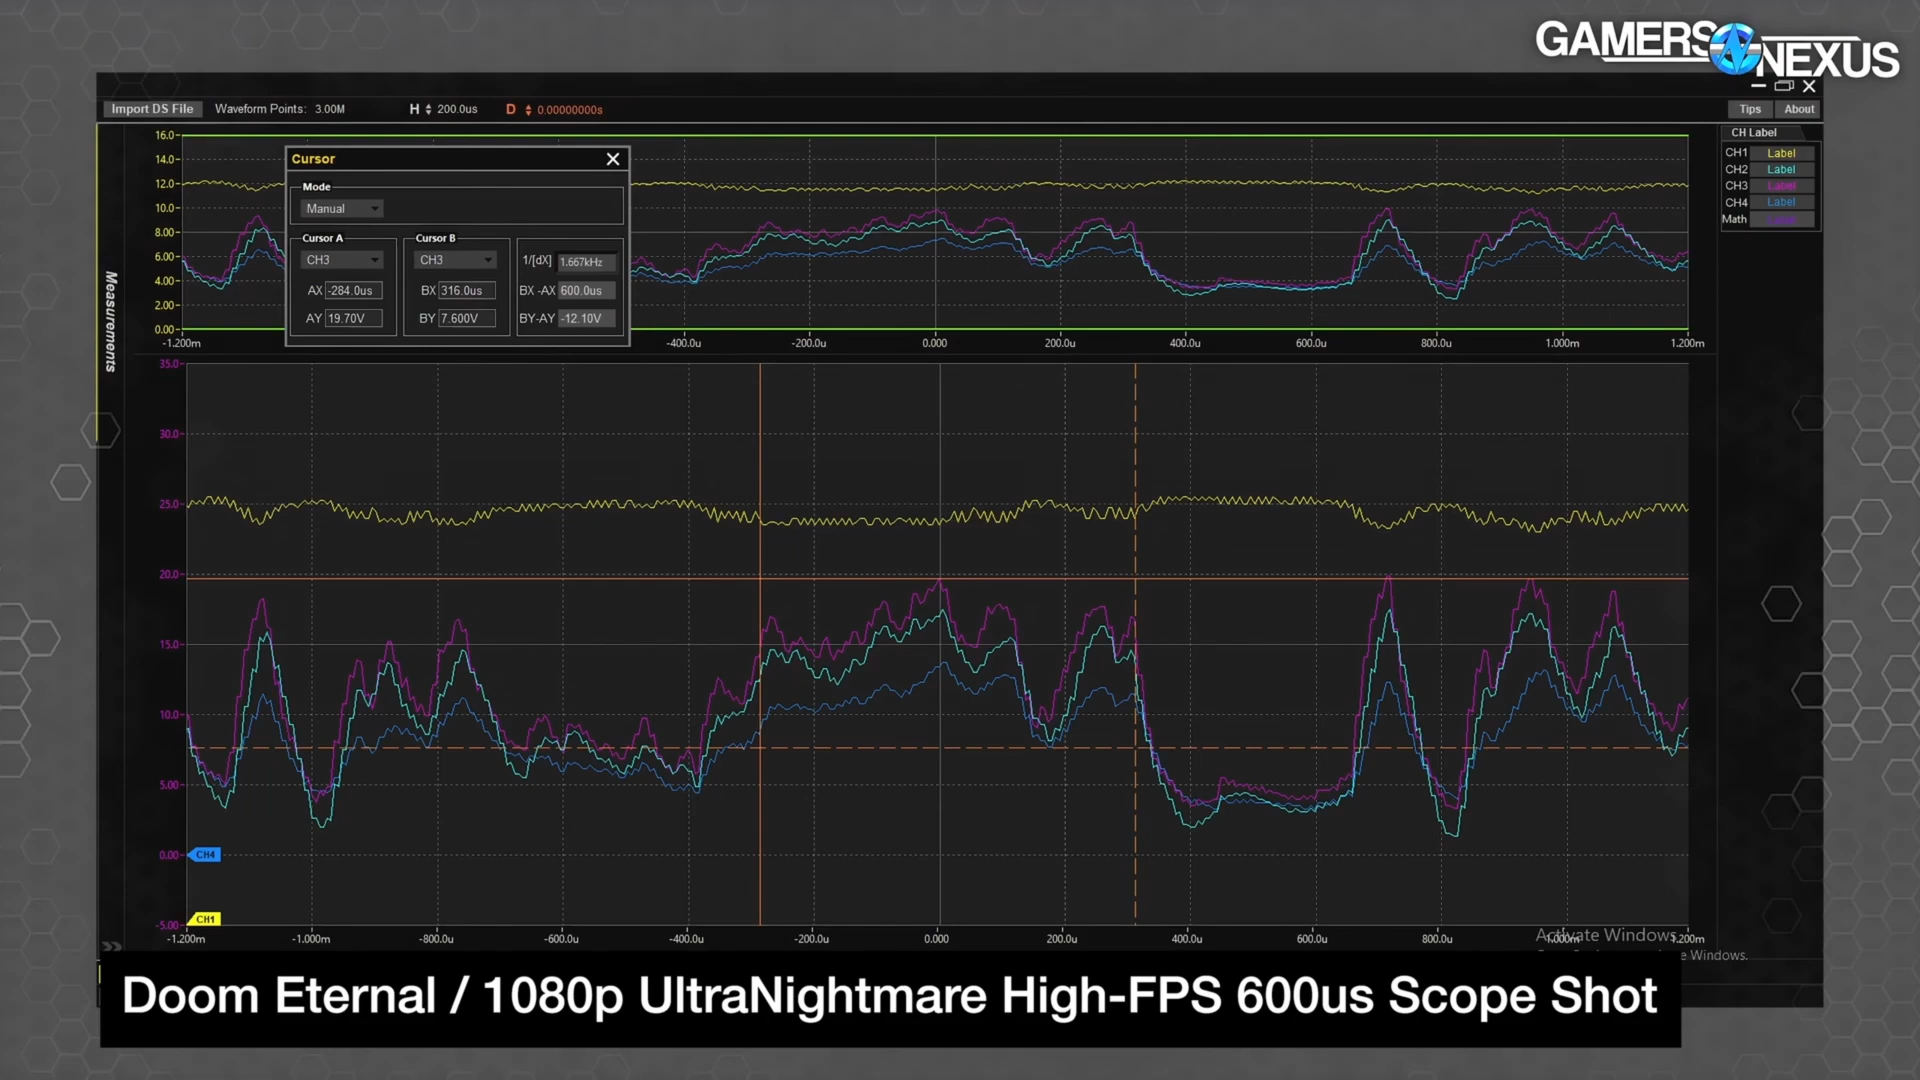 GAMERS NEXUS
Import DS File Waveform Points: 3.00M H 200.0us D 0.00000000s Tips About
CH Label
CH1 Label
CH2 Label
CH3 Label
CH4 Label
Math Label
Measurements
16.0
14.0
12.0
10.0
8.00
6.00
4.00
2.00
0.00
-1.200m -400.0u -200.0u 0.000 200.0u 400.0u 600.0u 800.0u 1.000m 1.200m
Cursor
Mode
Manual
Cursor A Cursor B
CH3 CH3 1/[dX] 1.667kHz
AX -284.0us BX 316.0us BX -AX 600.0us
AY 19.70V BY 7.600V BY-AY -12.10V
35.0
30.0
25.0
20.0
15.0
10.0
5.00
0.00 CH4
-5.00 CH1
-1.200m -1.000m -800.0u -600.0u -400.0u -200.0u 0.000 200.0u 400.0u 600.0u 800.0u 1.000m 1.200m
Activate Windows
Windows.
Doom Eternal / 1080p UltraNightmare High-FPS 600us Scope Shot